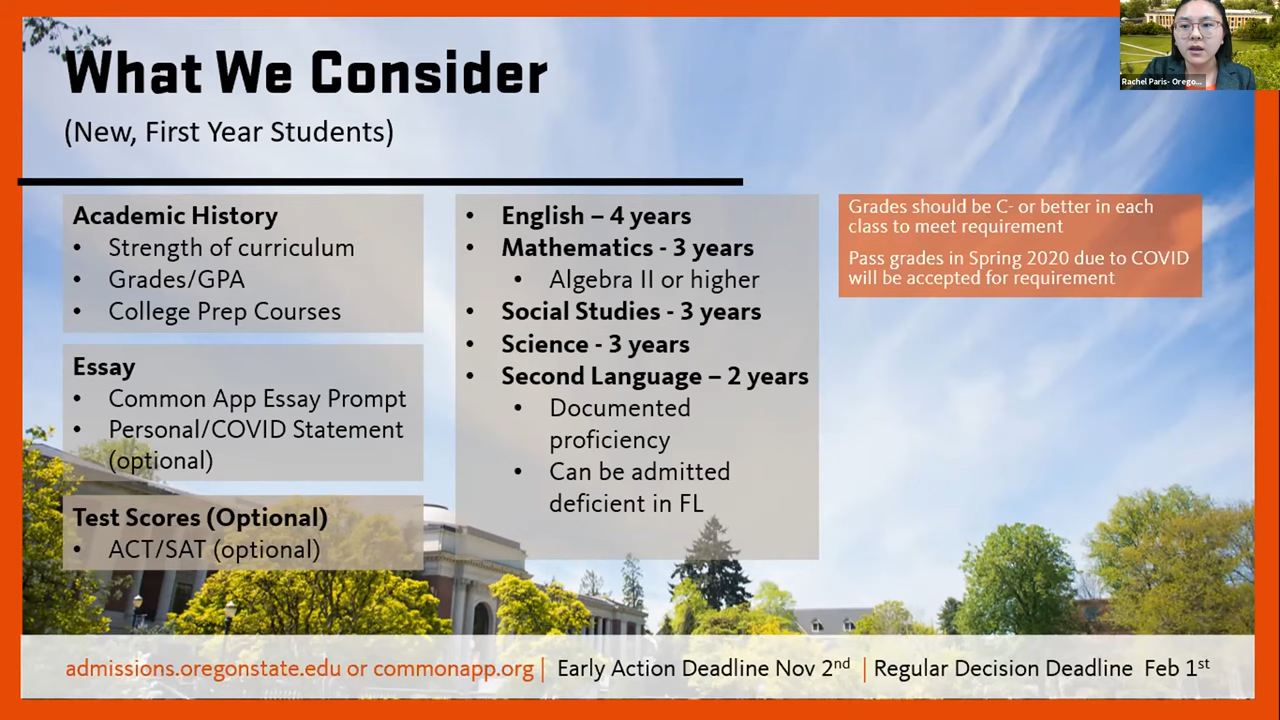 What We Consider
(New, First Year Students)
Rachel Paris- Orego...
Academic History
• Strength of curriculum
• Grades/GPA
• College Prep Courses
Essay
• Common App Essay Prompt
• Personal/COVID Statement
(optional)
Test Scores (Optional)
• ACT/SAT (optional)
• English – 4 years
• Mathematics - 3 years
• Algebra II or higher
• Social Studies - 3 years
• Science - 3 years
• Second Language – 2 years
• Documented
proficiency
• Can be admitted
deficient in FL
Grades should be C- or better in each
class to meet requirement
Pass grades in Spring 2020 due to COVID
will be accepted for requirement
admissions.oregonstate.edu or commonapp.org | Early Action Deadline Nov 2nd | Regular Decision Deadline Feb 1st